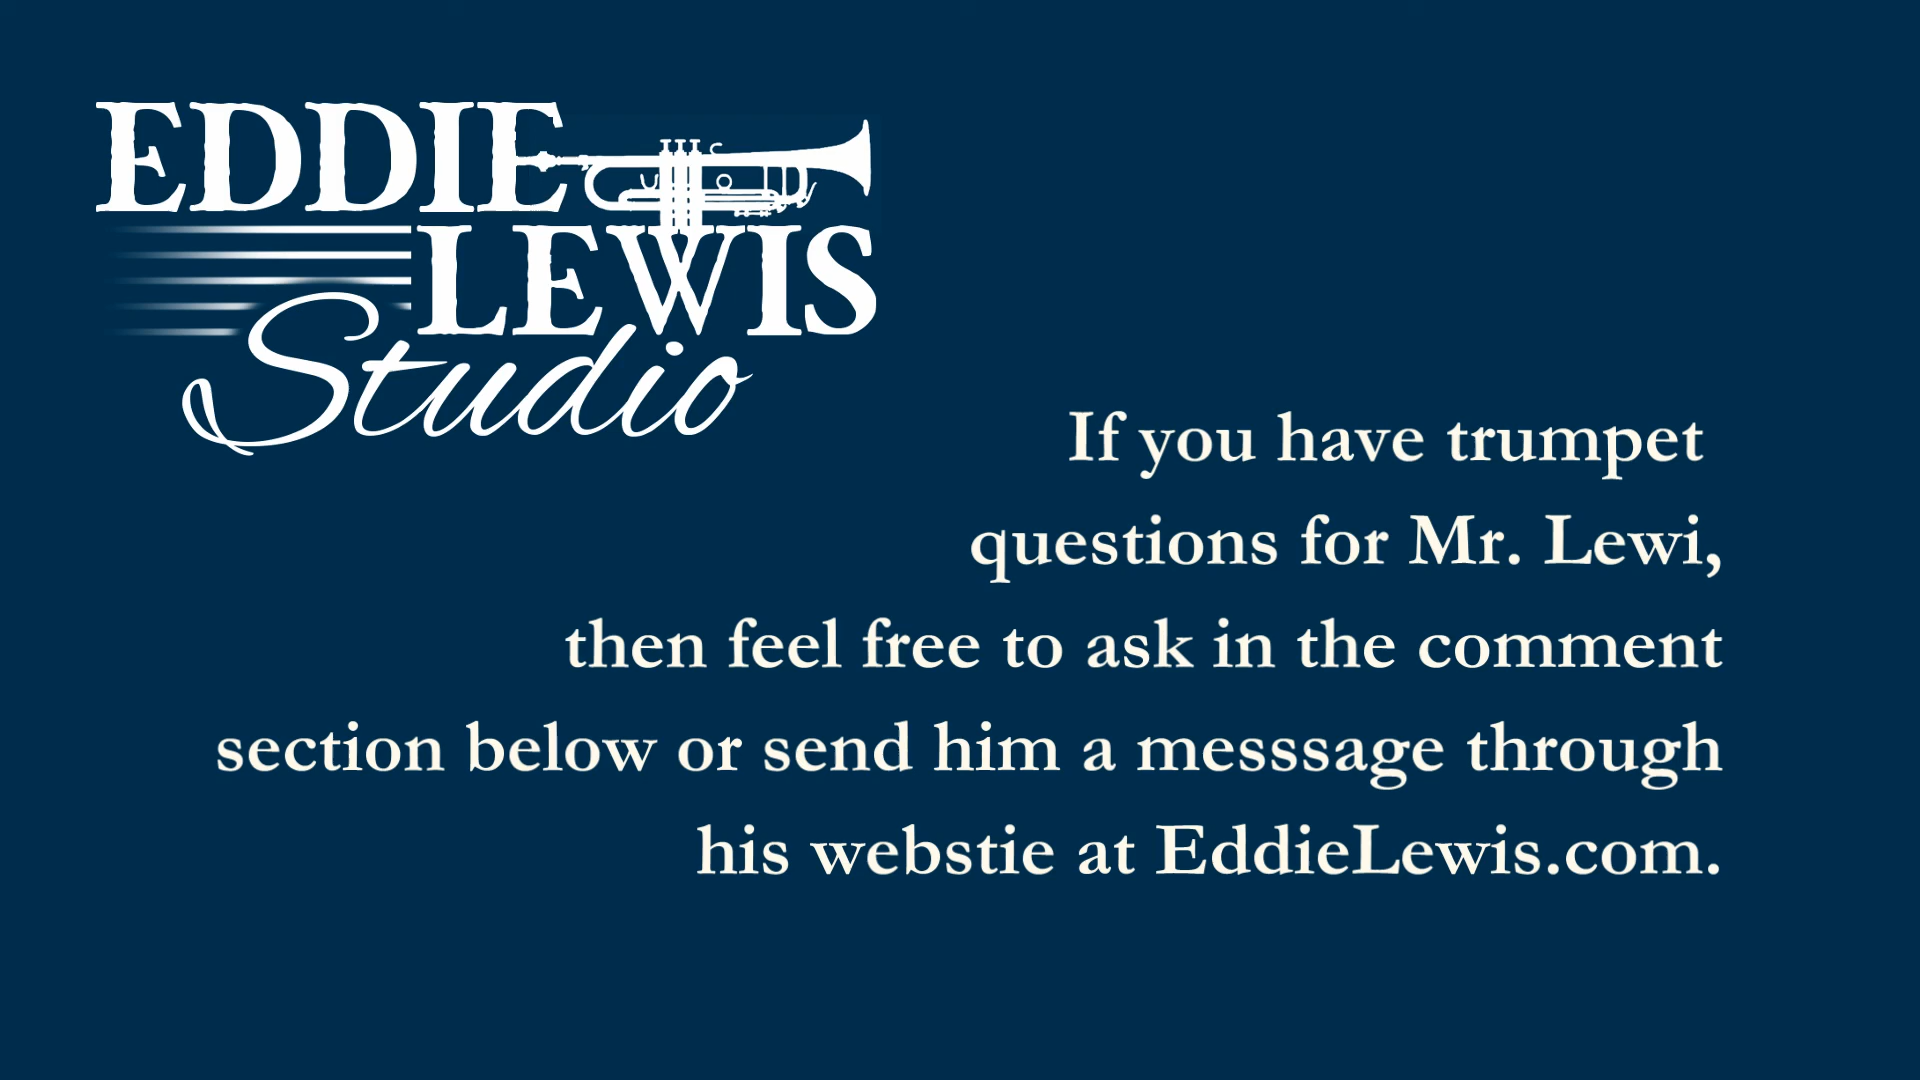 EDDIE
LEWIS
Studio
If you have trumpet
questions for Mr. Lewi,
then feel free to ask in the comment
section below or send him a messsage through
his webstie at EddieLewis.com.